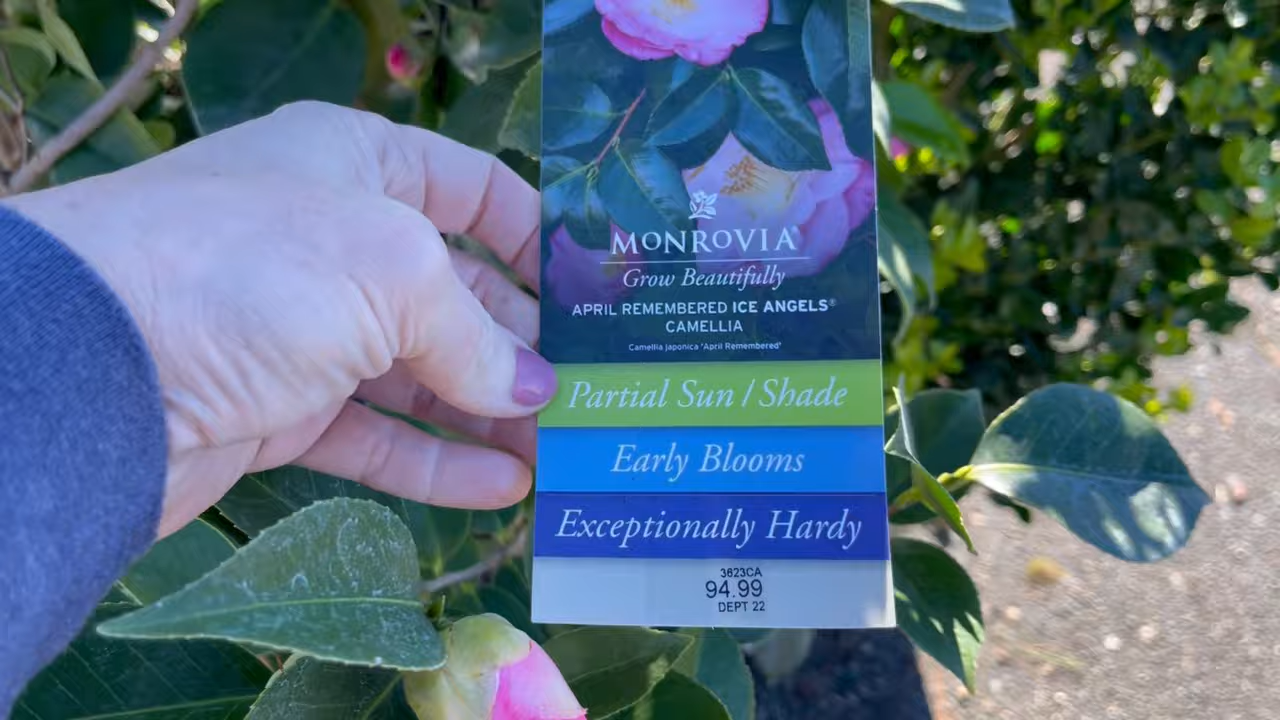 MONROVIA®
Grow Beautifully
APRIL REMEMBERED ICE ANGELS®
CAMELLIA
Camellia japonica 'April Remembered'
Partial Sun / Shade
Early Blooms
Exceptionally Hardy
3623CA
94.99
DEPT 22